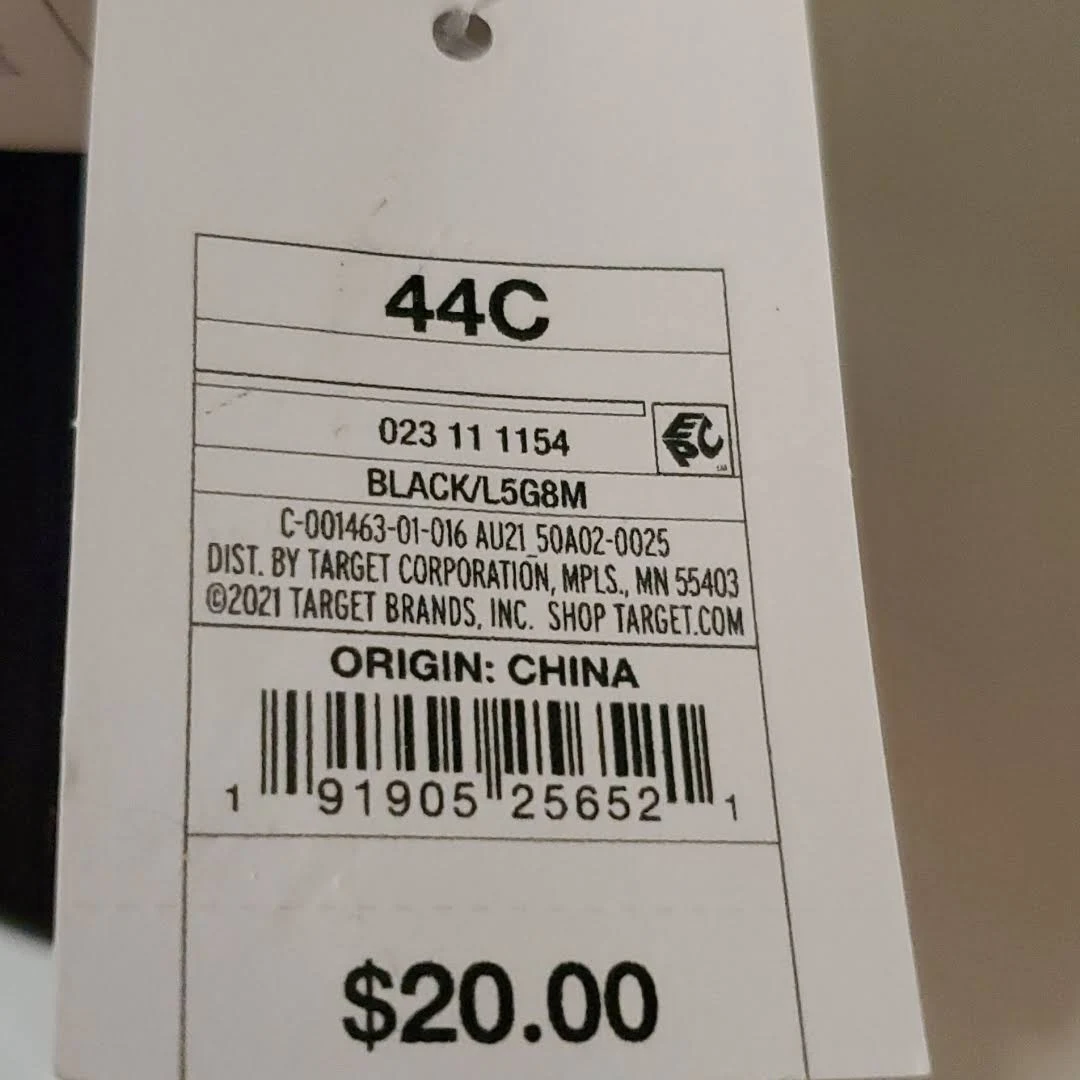 44C
023 11 1154
EPC
BLACK/L5G8M
C-001463-01-016 AU21_50A02-0025
DIST. BY TARGET CORPORATION, MPLS., MN 55403
©2021 TARGET BRANDS, INC. SHOP TARGET.COM
ORIGIN: CHINA
1 91905 25652 1
$20.00